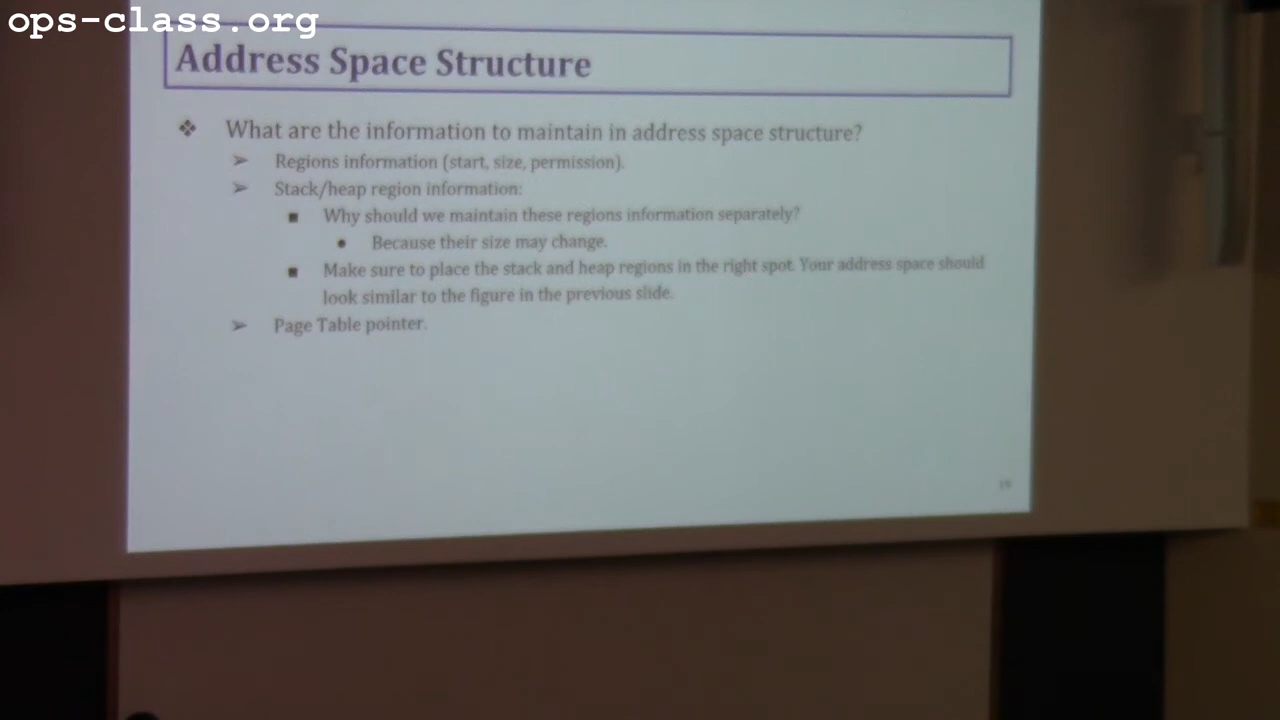 ops-class.org
Address Space Structure
❖ What are the information to maintain in address space structure?
➢ Regions information (start, size, permission).
➢ Stack/heap region information:
▪ Why should we maintain these regions information separately?
• Because their size may change.
▪ Make sure to place the stack and heap regions in the right spot. Your address space should
look similar to the figure in the previous slide.
➢ Page Table pointer.